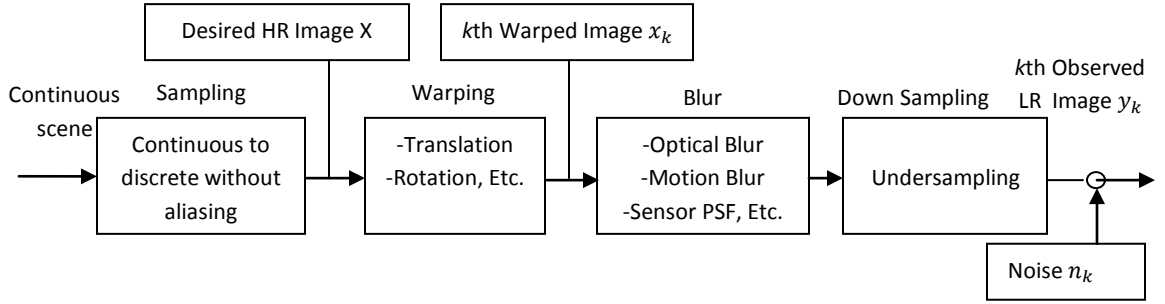 Desired HR Image X
kth Warped Image x_k
Continuous
scene
Sampling
Continuous to
discrete without
aliasing
Warping
-Translation
-Rotation, Etc.
Blur
-Optical Blur
-Motion Blur
-Sensor PSF, Etc.
Down Sampling
Undersampling
kth Observed
LR Image y_k
Noise n_k